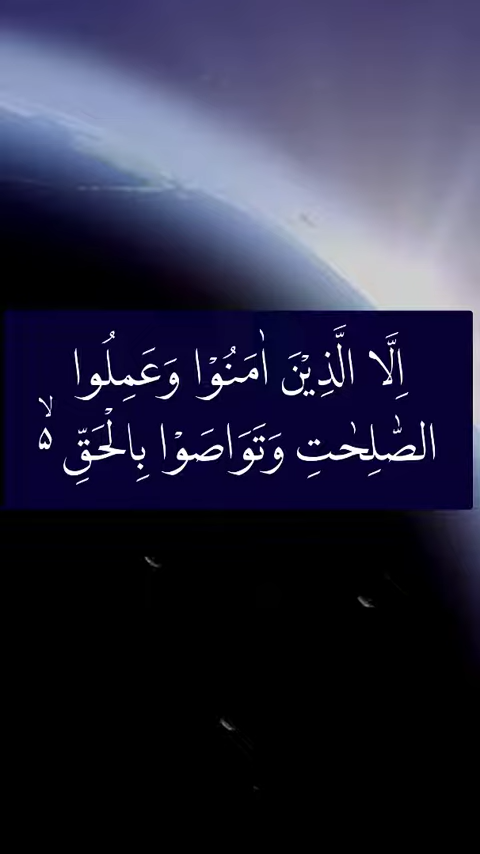 اِلَّا الَّذِيْنَ اٰمَنُوْا وَعَمِلُوا
الصّٰلِحٰتِ وَتَوَاصَوْا بِالْحَقِّ ۙ۵